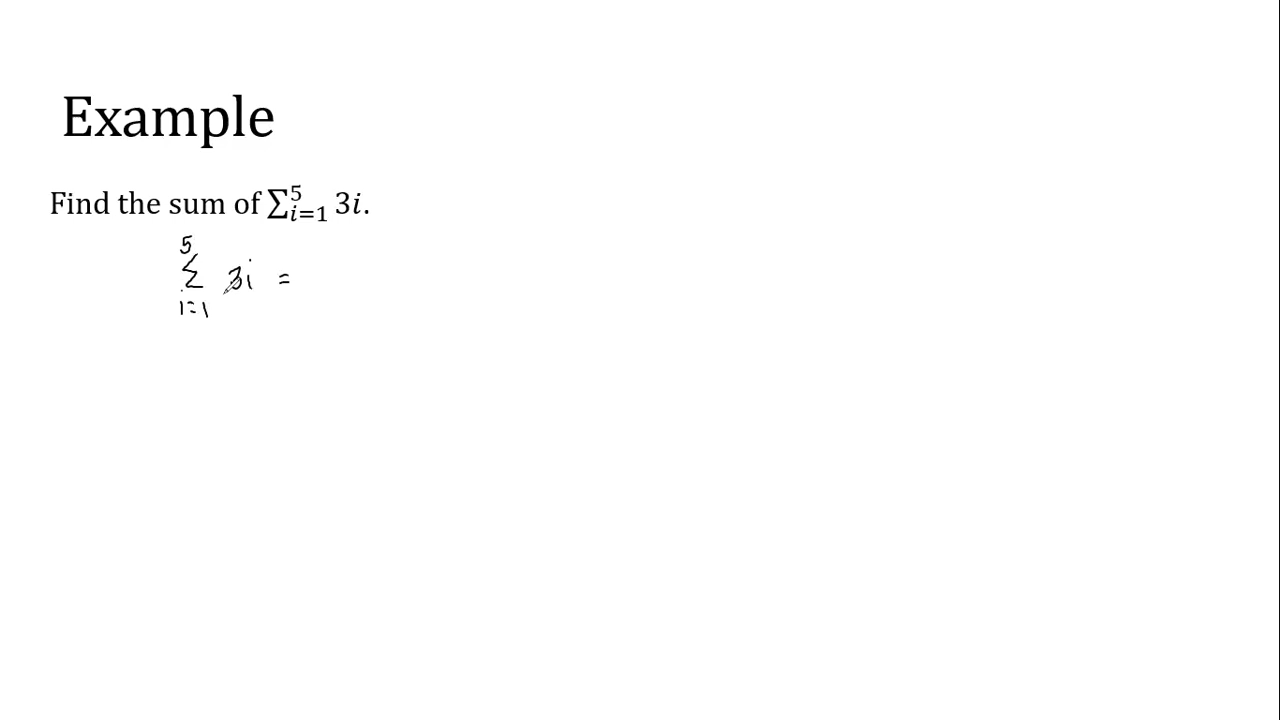 Example
Find the sum of ∑⁵ᵢ₌₁ 3i.
5
∑ 3i =
i=1